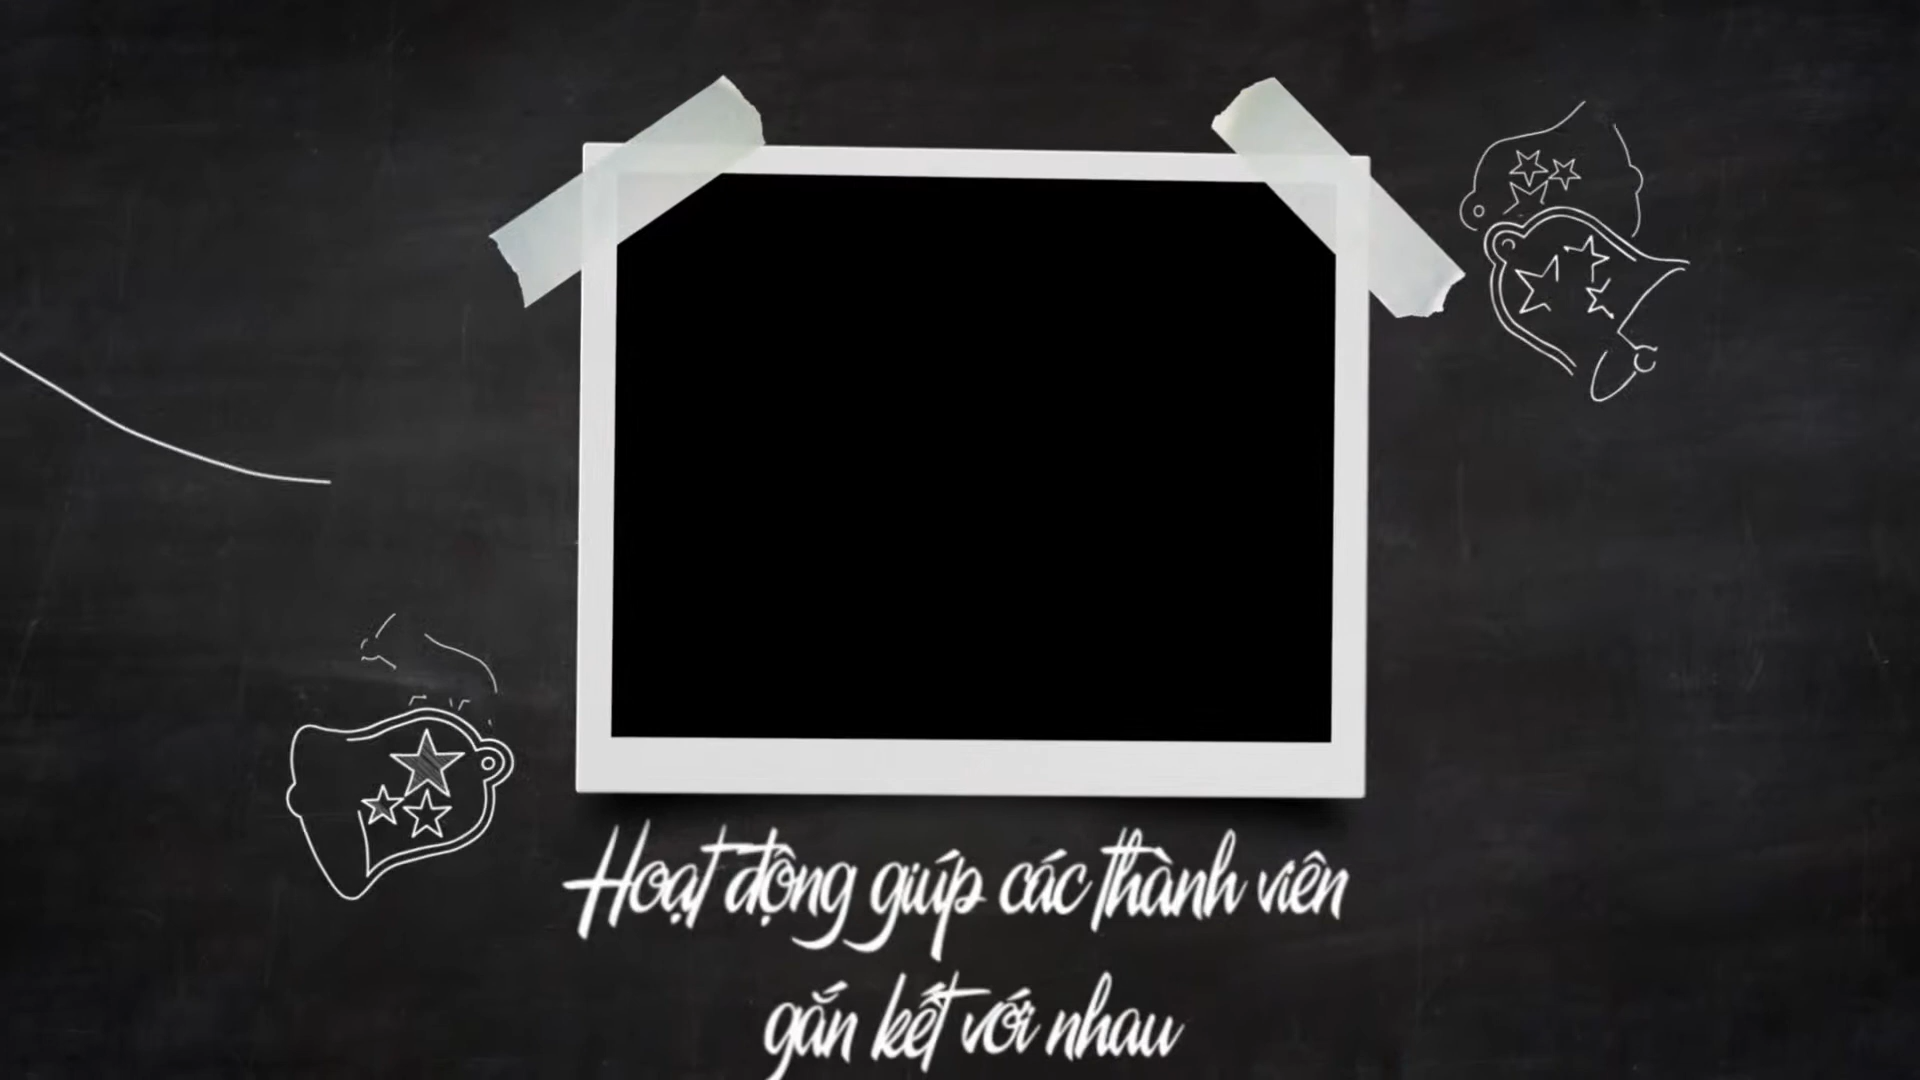 Hoạt động giúp các thành viên
gắn kết với nhau